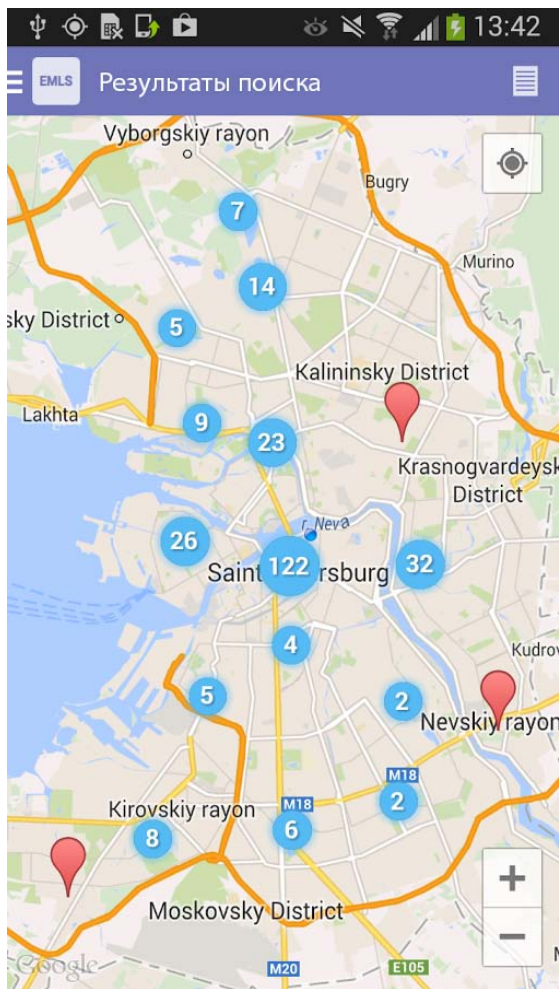 13:42
EMLS
Результаты поиска
Vyborgskiy rayon
Bugry
7
Murino
14
sky District
5
Kalininsky District
Lakhta
9
23
Krasnogvardeysk
District
r. Neva
26
Saint
122
rsburg
32
4
Kudrov
5
2
Nevskiy rayon
M18
2
Kirovskiy rayon
M18
8
6
Moskovsky District
Google
M20
E105